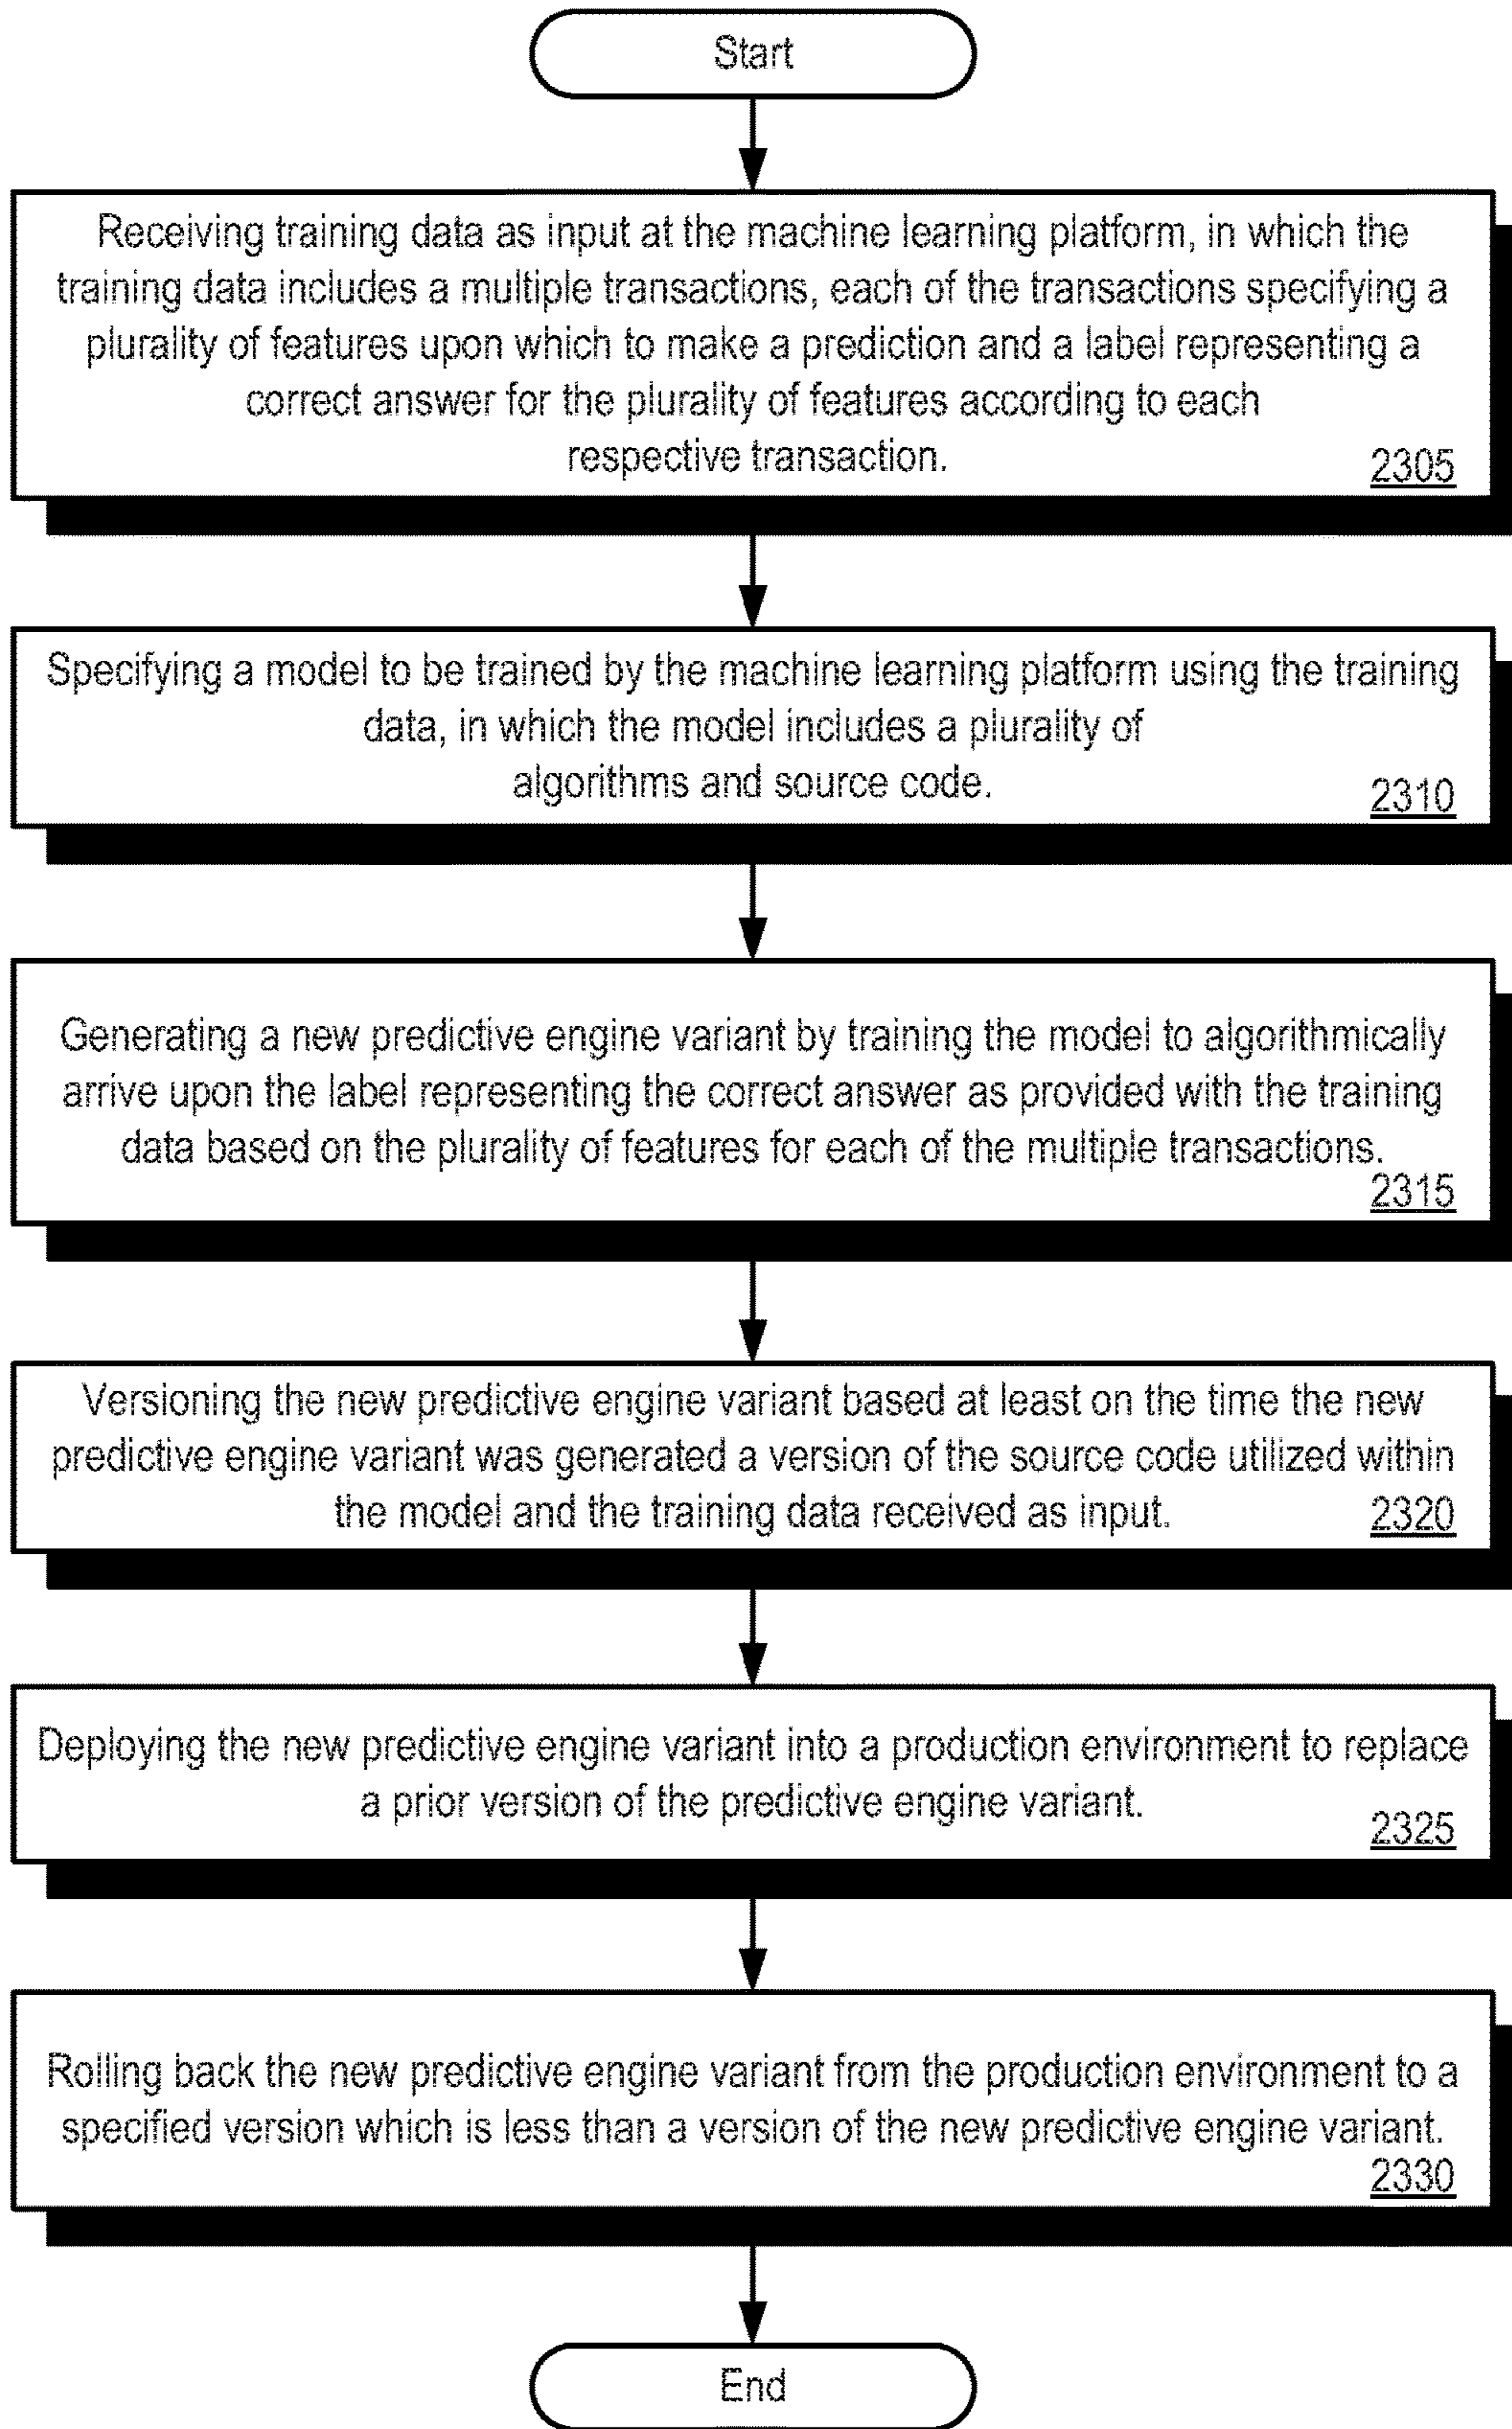 Start
Receiving training data as input at the machine learning platform, in which the
training data includes a multiple transactions, each of the transactions specifying a
plurality of features upon which to make a prediction and a label representing a
correct answer for the plurality of features according to each
respective transaction.
2305
Specifying a model to be trained by the machine learning platform using the training
data, in which the model includes a plurality of
algorithms and source code.
2310
Generating a new predictive engine variant by training the model to algorithmically
arrive upon the label representing the correct answer as provided with the training
data based on the plurality of features for each of the multiple transactions.
2315
Versioning the new predictive engine variant based at least on the time the new
predictive engine variant was generated a version of the source code utilized within
the model and the training data received as input.
2320
Deploying the new predictive engine variant into a production environment to replace
a prior version of the predictive engine variant.
2325
Rolling back the new predictive engine variant from the production environment to a
specified version which is less than a version of the new predictive engine variant.
2330
End